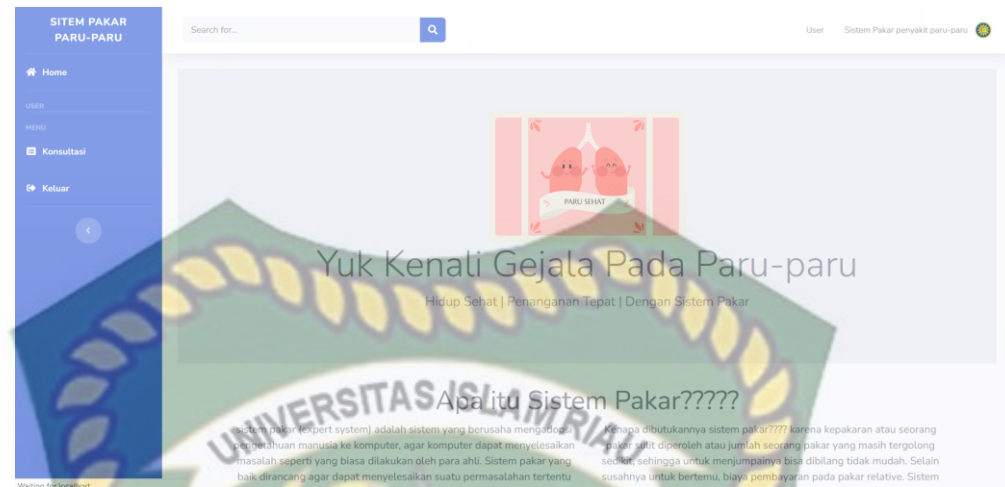 SITEM PAKAR
PARU-PARU
Search for...
User Sistem Pakar penyakit paru-paru
Home
USER
MENU
Konsultasi
Keluar
PARU SEHAT
Yuk Kenali Gejala Pada Paru-paru
Hidup Sehat | Penanganan Tepat | Dengan Sistem Pakar
UNIVERSITAS ISLAM RIAU
Apa itu Sistem Pakar?????
sistem pakar (expert system) adalah sistem yang berusaha mengadopsi
pengetahuan manusia ke komputer, agar komputer dapat menyelesaikan
masalah seperti yang biasa dilakukan oleh para ahli. Sistem pakar yang
baik dirancang agar dapat menyelesaikan suatu permasalahan tertentu
Kenapa dibutukannya sistem pakar???? karena kepakaran atau seorang
pakar sulit diperoleh atau jumlah seorang pakar yang masih tergolong
sedikit, sehingga untuk menjumpainya bisa dibilang tidak mudah. Selain
susahnya untuk bertemu, biaya pembayaran pada pakar relative. Sistem
Waiting for localhost